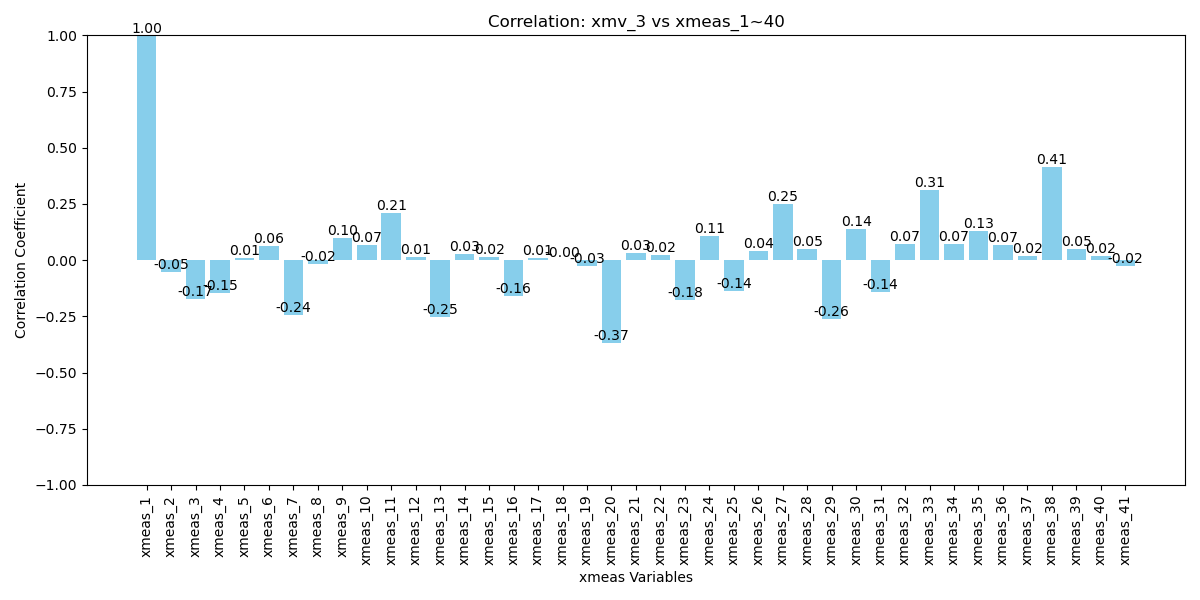 Correlation: xmv_3 vs xmeas_1~40
Correlation Coefficient
1.00
0.75
0.50
0.25
0.00
−0.25
−0.50
−0.75
−1.00
1.00
-0.05
-0.17
-0.15
0.01
0.06
-0.24
-0.02
0.10
0.07
0.21
0.01
-0.25
0.03
0.02
-0.16
0.01
-0.00
-0.03
-0.37
0.03
0.02
-0.18
0.11
-0.14
0.04
0.25
0.05
-0.26
0.14
-0.14
0.07
0.31
0.07
0.13
0.07
0.02
0.41
0.05
0.02
-0.02
xmeas_1
xmeas_2
xmeas_3
xmeas_4
xmeas_5
xmeas_6
xmeas_7
xmeas_8
xmeas_9
xmeas_10
xmeas_11
xmeas_12
xmeas_13
xmeas_14
xmeas_15
xmeas_16
xmeas_17
xmeas_18
xmeas_19
xmeas_20
xmeas_21
xmeas_22
xmeas_23
xmeas_24
xmeas_25
xmeas_26
xmeas_27
xmeas_28
xmeas_29
xmeas_30
xmeas_31
xmeas_32
xmeas_33
xmeas_34
xmeas_35
xmeas_36
xmeas_37
xmeas_38
xmeas_39
xmeas_40
xmeas_41
xmeas Variables